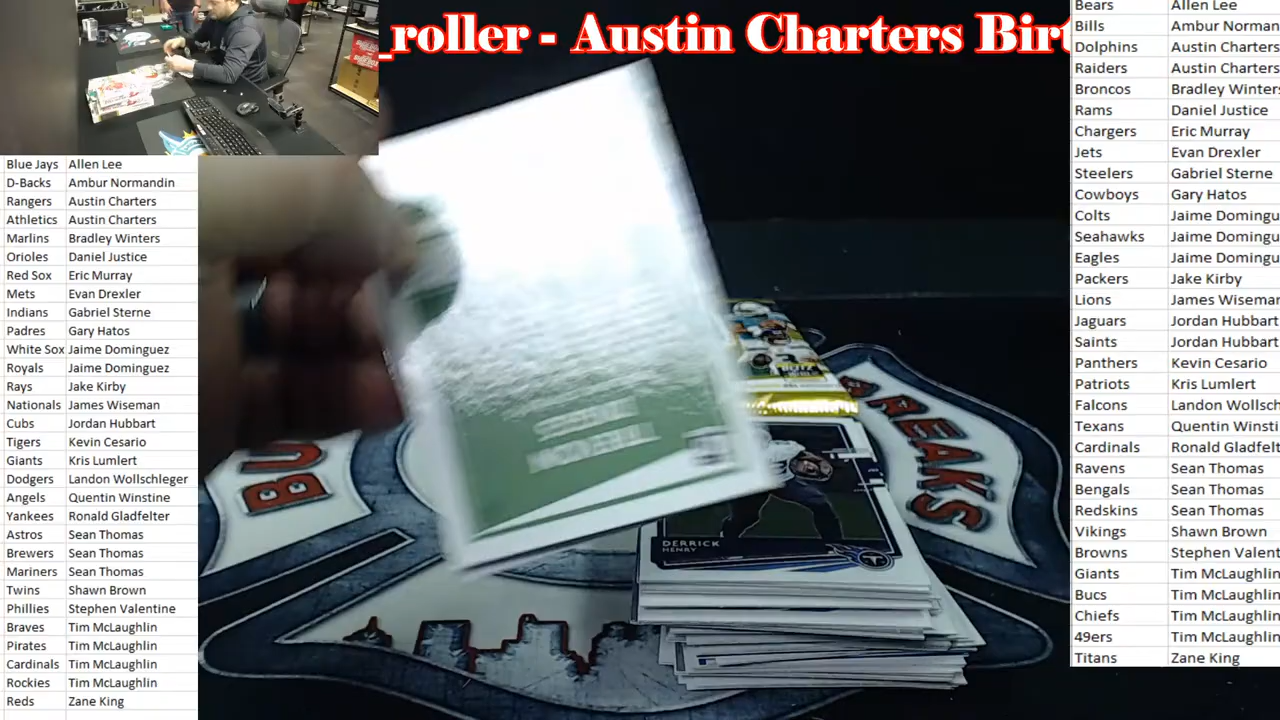 _roller - Austin Charters Birt
Blue Jays Allen Lee
D-Backs Ambur Normandin
Rangers Austin Charters
Athletics Austin Charters
Marlins Bradley Winters
Orioles Daniel Justice
Red Sox Eric Murray
Mets Evan Drexler
Indians Gabriel Sterne
Padres Gary Hatos
White Sox Jaime Dominguez
Royals Jaime Dominguez
Rays Jake Kirby
Nationals James Wiseman
Cubs Jordan Hubbart
Tigers Kevin Cesario
Giants Kris Lumlert
Dodgers Landon Wollschleger
Angels Quentin Winstine
Yankees Ronald Gladfelter
Astros Sean Thomas
Brewers Sean Thomas
Mariners Sean Thomas
Twins Shawn Brown
Phillies Stephen Valentine
Braves Tim McLaughlin
Pirates Tim McLaughlin
Cardinals Tim McLaughlin
Rockies Tim McLaughlin
Reds Zane King
DERRICK
HENRY
BREAKS
Bears Allen Lee
Bills Ambur Norman
Dolphins Austin Charters
Raiders Austin Charters
Broncos Bradley Winters
Rams Daniel Justice
Chargers Eric Murray
Jets Evan Drexler
Steelers Gabriel Sterne
Cowboys Gary Hatos
Colts Jaime Domingu
Seahawks Jaime Domingu
Eagles Jaime Domingu
Packers Jake Kirby
Lions James Wiseman
Jaguars Jordan Hubbart
Saints Jordan Hubbart
Panthers Kevin Cesario
Patriots Kris Lumlert
Falcons Landon Wollsch
Texans Quentin Winsti
Cardinals Ronald Gladfelt
Ravens Sean Thomas
Bengals Sean Thomas
Redskins Sean Thomas
Vikings Shawn Brown
Browns Stephen Valent
Giants Tim McLaughlin
Bucs Tim McLaughlin
Chiefs Tim McLaughlin
49ers Tim McLaughlin
Titans Zane King